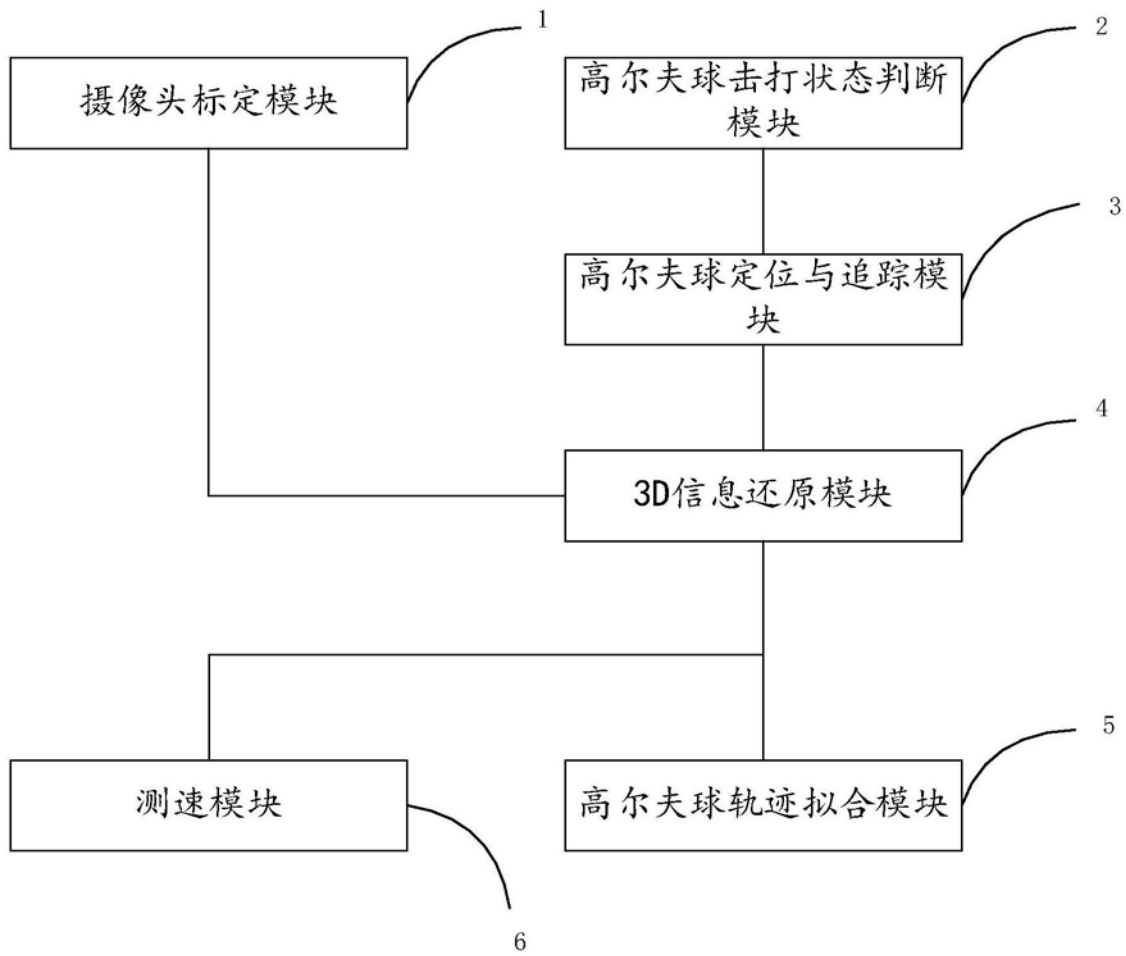 1
2
摄像头标定模块
高尔夫球击打状态判断
模块
3
高尔夫球定位与追踪模
块
4
3D信息还原模块
5
测速模块
高尔夫球轨迹拟合模块
6